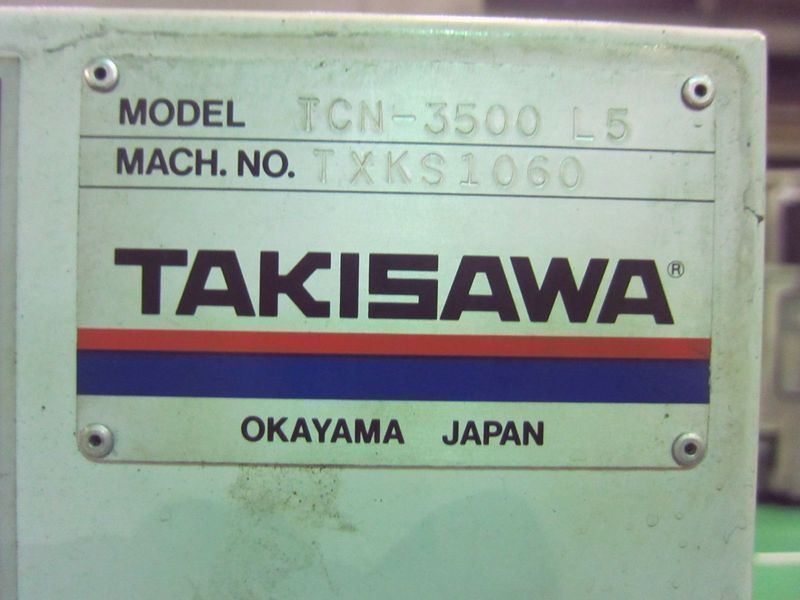 MODEL TCN-3500 L5
MACH. NO. TXKS1060
TAKISAWA®
OKAYAMA JAPAN